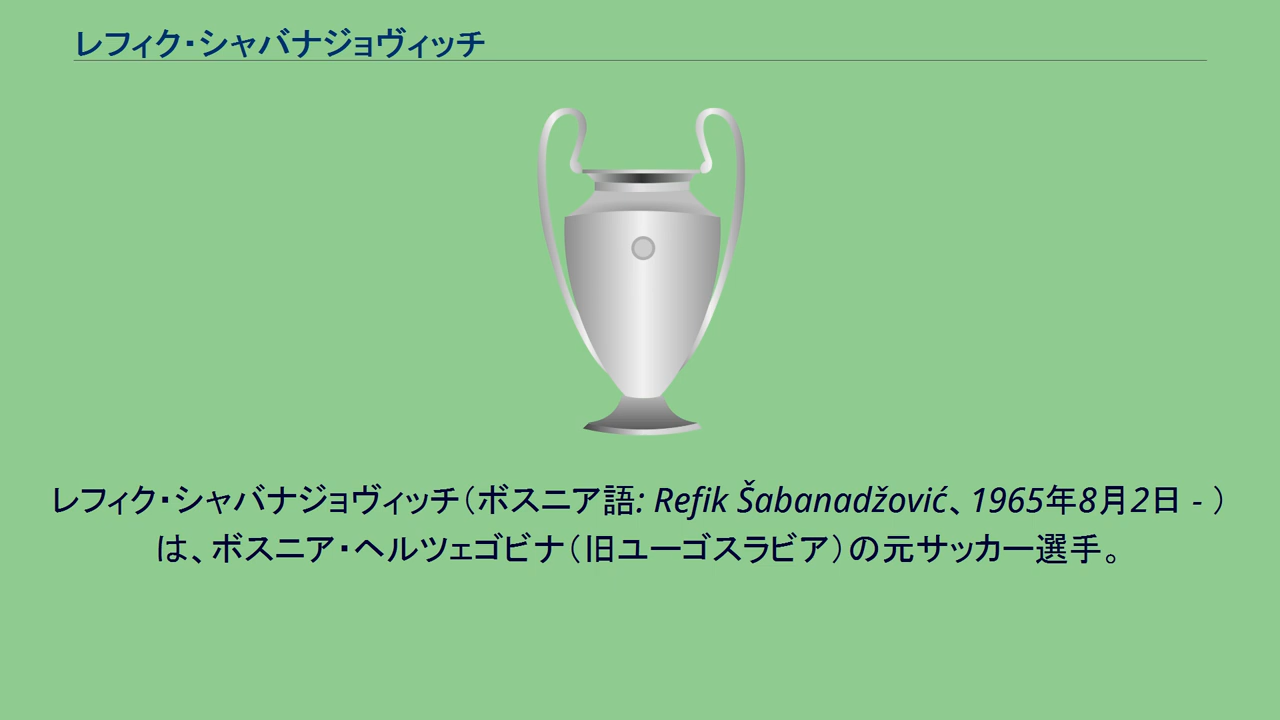 レフィク・シャバナジョヴィッチ
レフィク・シャバナジョヴィッチ（ボスニア語: Refik Šabanadžović、1965年8月2日 - ）
は、ボスニア・ヘルツェゴビナ（旧ユーゴスラビア）の元サッカー選手。